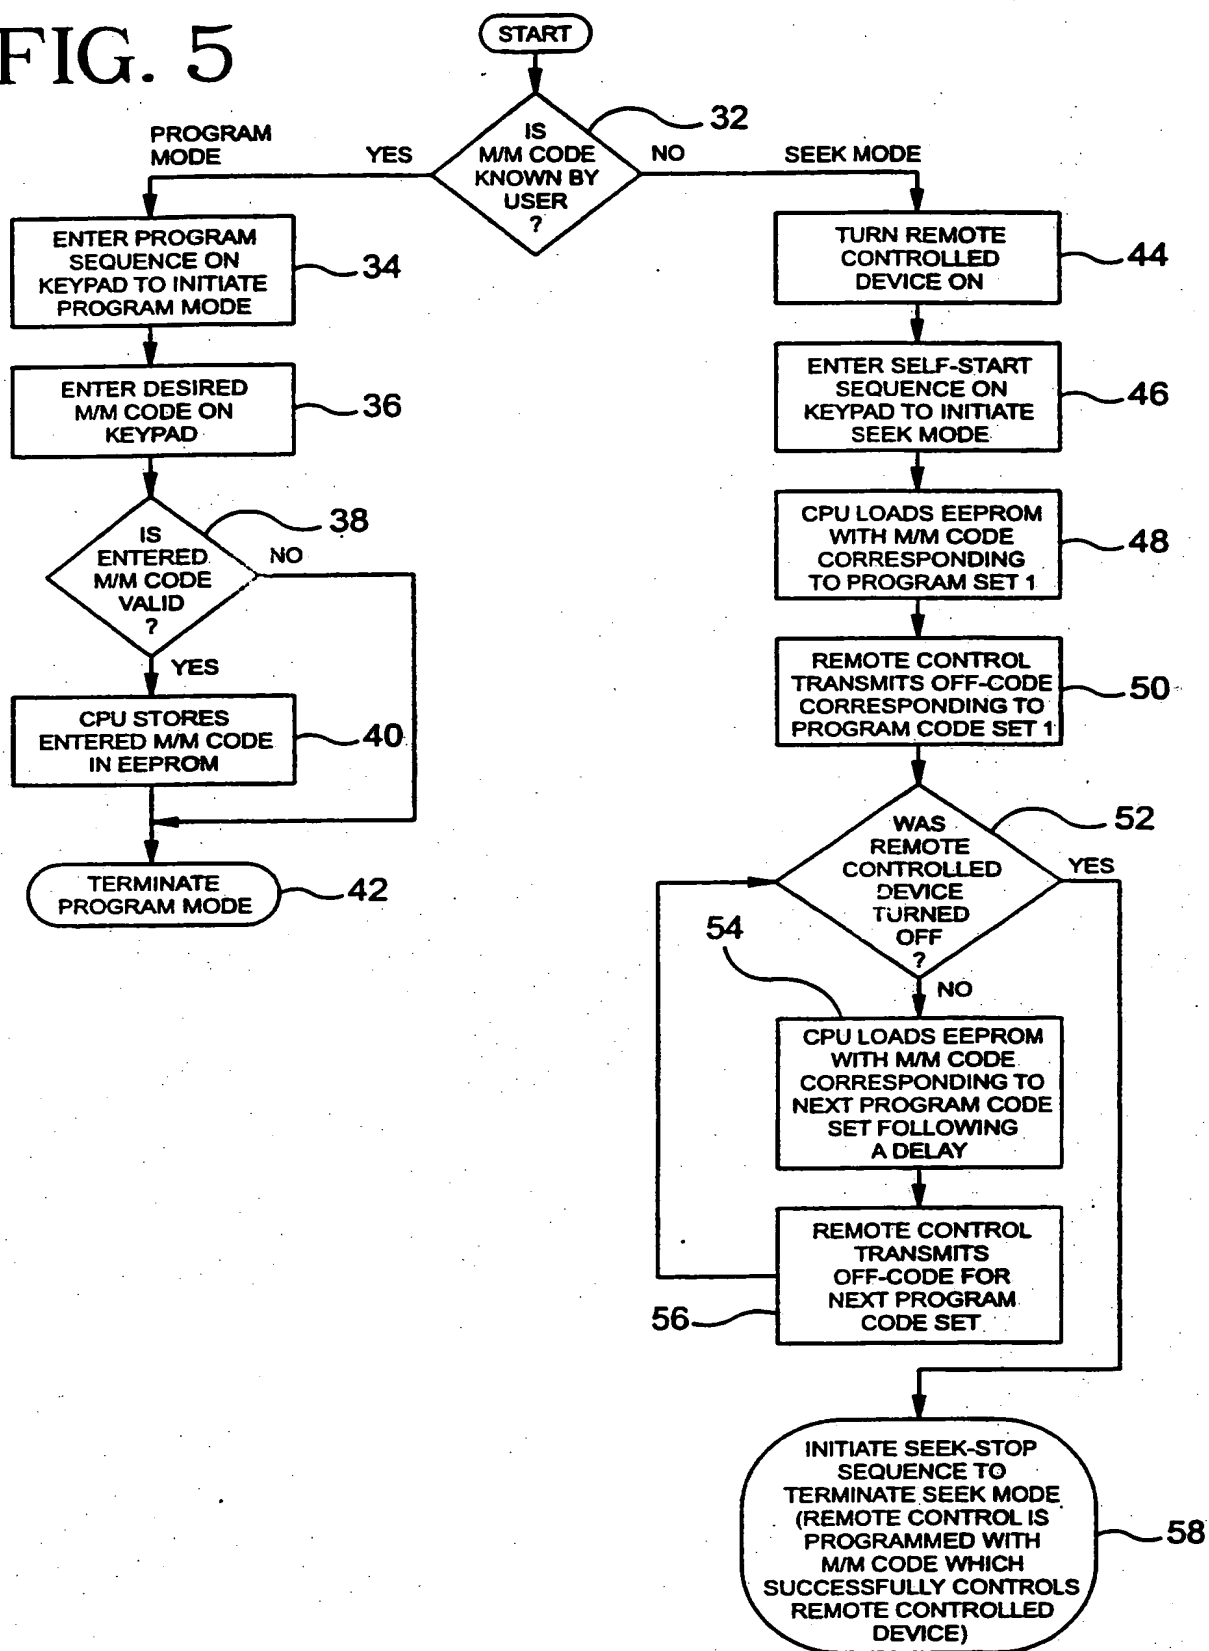 FIG. 5
START
32
IS
M/M CODE
KNOWN BY
USER
?
PROGRAM
MODE
YES
NO
SEEK MODE
ENTER PROGRAM
SEQUENCE ON
KEYPAD TO INITIATE
PROGRAM MODE
34
ENTER DESIRED
M/M CODE ON
KEYPAD
36
IS
ENTERED
M/M CODE
VALID
?
38
NO
YES
CPU STORES
ENTERED M/M CODE
IN EEPROM
40
TERMINATE
PROGRAM MODE
42
TURN REMOTE
CONTROLLED
DEVICE ON
44
ENTER SELF-START
SEQUENCE ON
KEYPAD TO INITIATE
SEEK MODE
46
CPU LOADS EEPROM
WITH M/M CODE
CORRESPONDING
TO PROGRAM SET 1
48
REMOTE CONTROL
TRANSMITS OFF-CODE
CORRESPONDING TO
PROGRAM CODE SET 1
50
WAS
REMOTE
CONTROLLED
DEVICE
TURNED
OFF
?
52
YES
NO
54
CPU LOADS EEPROM
WITH M/M CODE
CORRESPONDING TO
NEXT PROGRAM CODE
SET FOLLOWING
A DELAY
REMOTE CONTROL
TRANSMITS
OFF-CODE FOR
NEXT PROGRAM
CODE SET
56
INITIATE SEEK-STOP
SEQUENCE TO
TERMINATE SEEK MODE
(REMOTE CONTROL IS
PROGRAMMED WITH
M/M CODE WHICH
SUCCESSFULLY CONTROLS
REMOTE CONTROLLED
DEVICE)
58